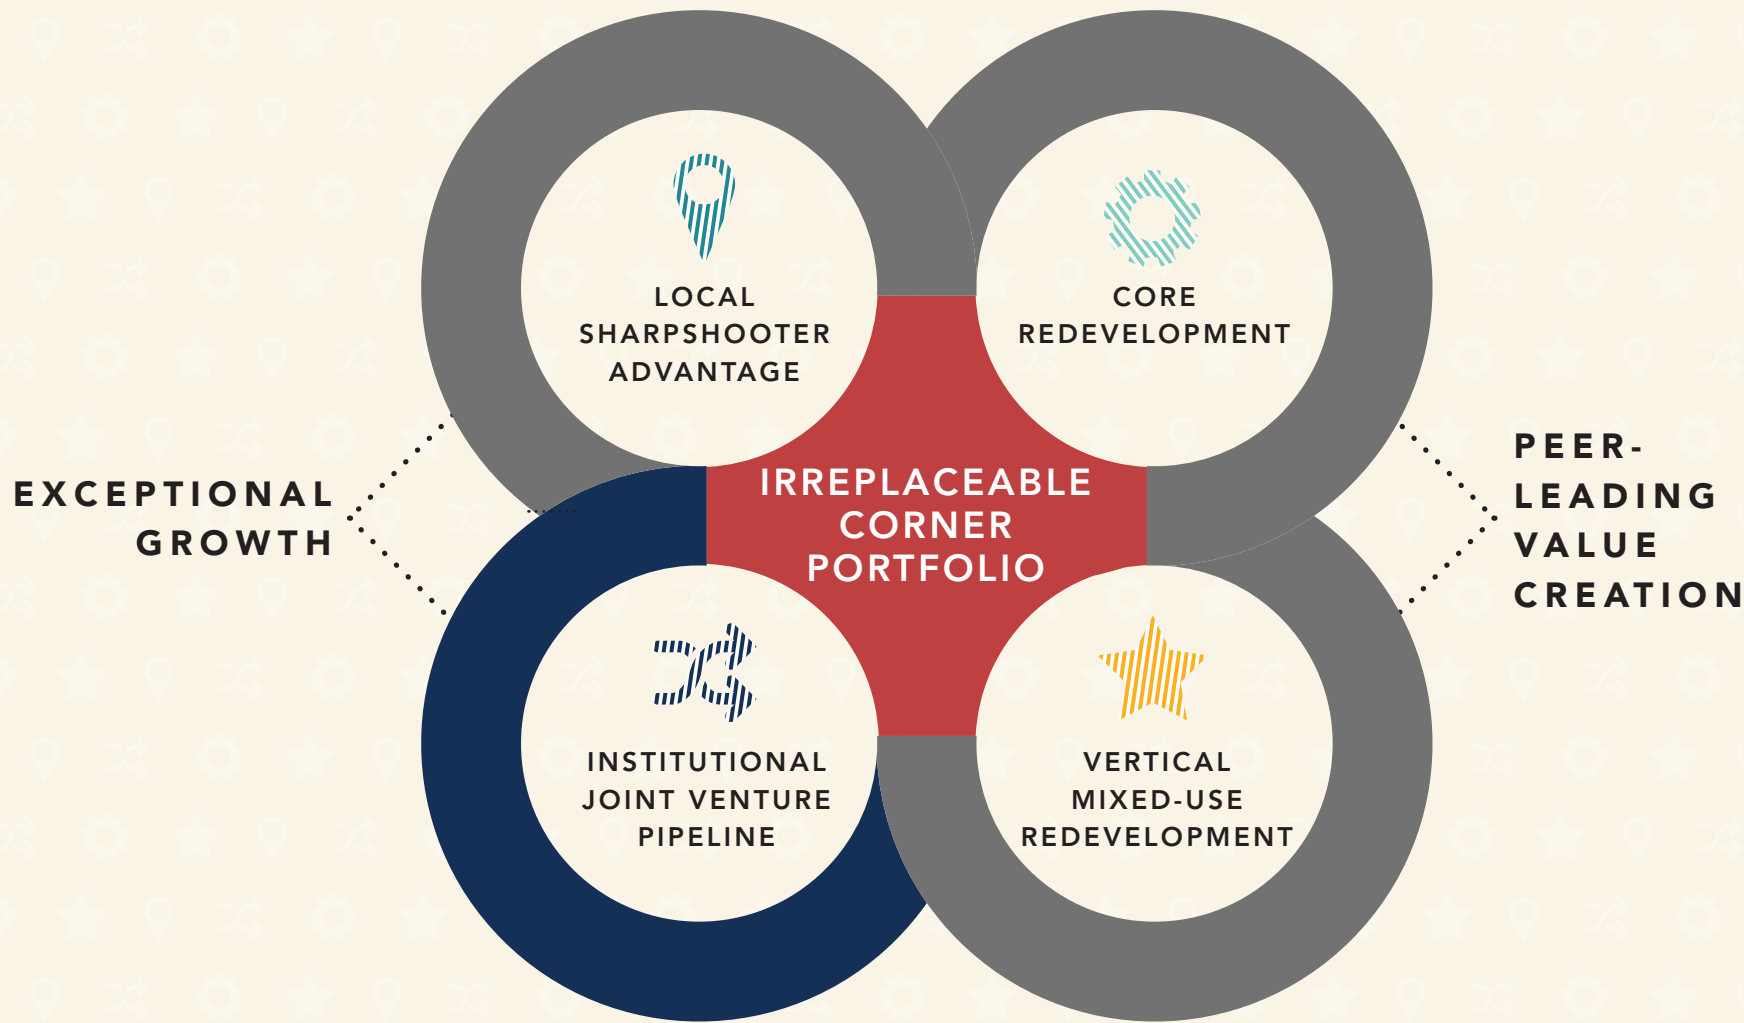 LOCAL
SHARPSHOOTER
ADVANTAGE
CORE
REDEVELOPMENT
EXCEPTIONAL
GROWTH
IRREPLACEABLE
CORNER
PORTFOLIO
PEER-
LEADING
VALUE
CREATION
INSTITUTIONAL
JOINT VENTURE
PIPELINE
VERTICAL
MIXED-USE
REDEVELOPMENT